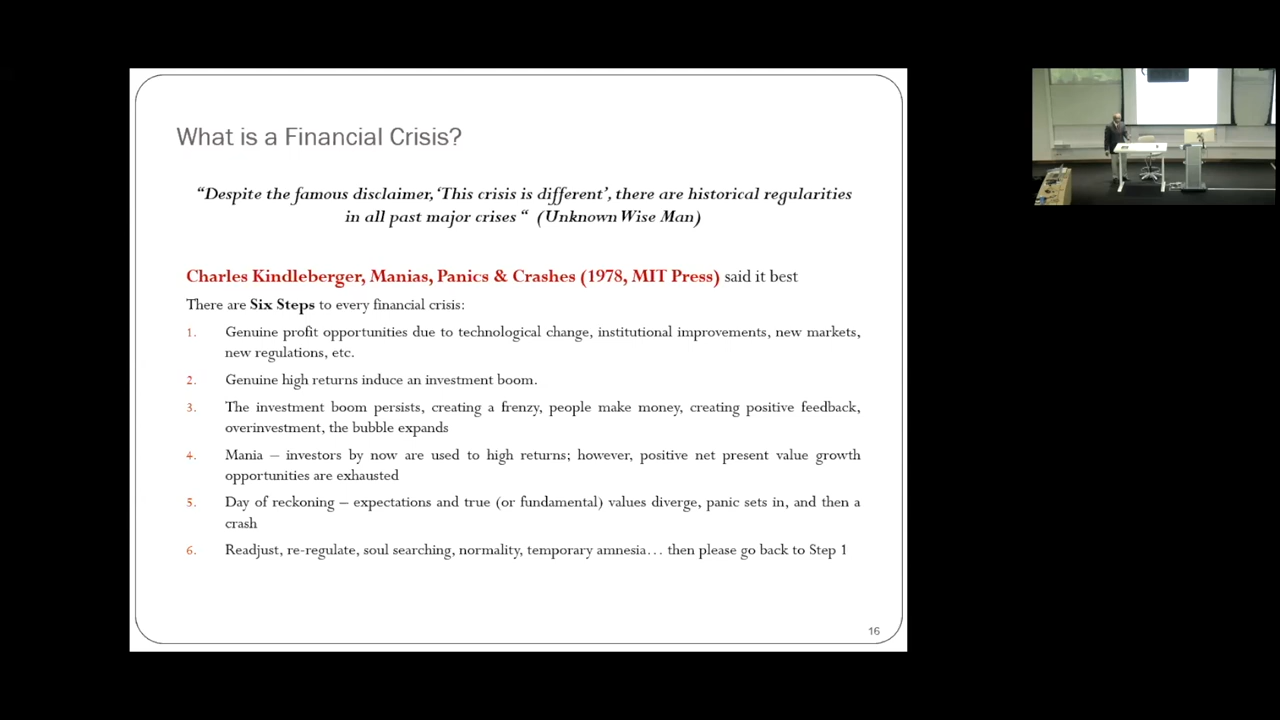 What is a Financial Crisis?
“Despite the famous disclaimer, ‘This crisis is different’, there are historical regularities
in all past major crises “ (Unknown Wise Man)
Charles Kindleberger, Manias, Panics & Crashes (1978, MIT Press) said it best
There are Six Steps to every financial crisis:
1. Genuine profit opportunities due to technological change, institutional improvements, new markets,
new regulations, etc.
2. Genuine high returns induce an investment boom.
3. The investment boom persists, creating a frenzy, people make money, creating positive feedback,
overinvestment, the bubble expands
4. Mania – investors by now are used to high returns; however, positive net present value growth
opportunities are exhausted
5. Day of reckoning – expectations and true (or fundamental) values diverge, panic sets in, and then a
crash
6. Readjust, re-regulate, soul searching, normality, temporary amnesia… then please go back to Step 1
16